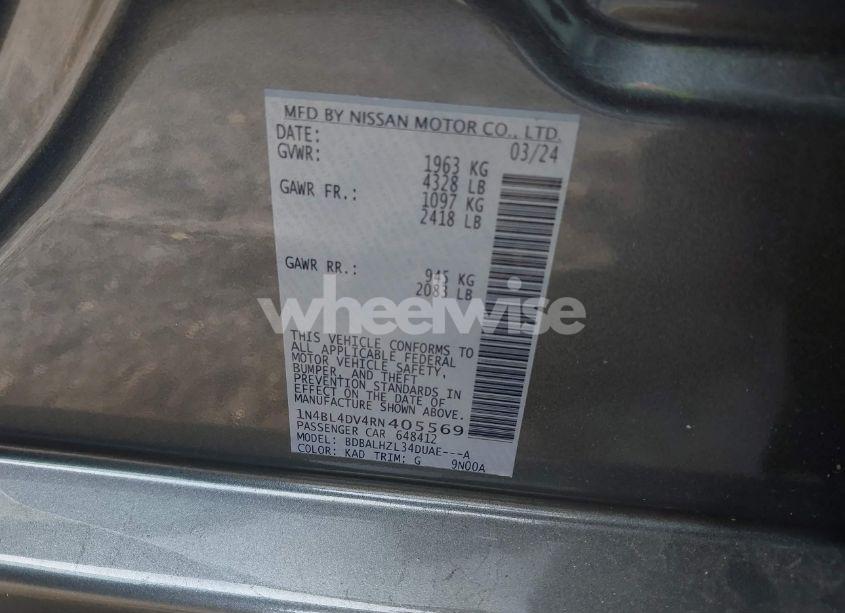 MFD BY NISSAN MOTOR CO., LTD.
DATE: 03/24
GVWR: 1963 KG
4328 LB
GAWR FR.: 1097 KG
2418 LB
GAWR RR.: 945 KG
2083 LB
wheelwise
THIS VEHICLE CONFORMS TO
ALL APPLICABLE FEDERAL
MOTOR VEHICLE SAFETY,
BUMPER, AND THEFT
PREVENTION STANDARDS IN
EFFECT ON THE DATE OF
MANUFACTURE SHOWN ABOVE.
1N4BL4DV4RN405569
PASSENGER CAR 648412
MODEL: BDBALHZL34DUAE---A
COLOR: KAD TRIM: G 9N00A